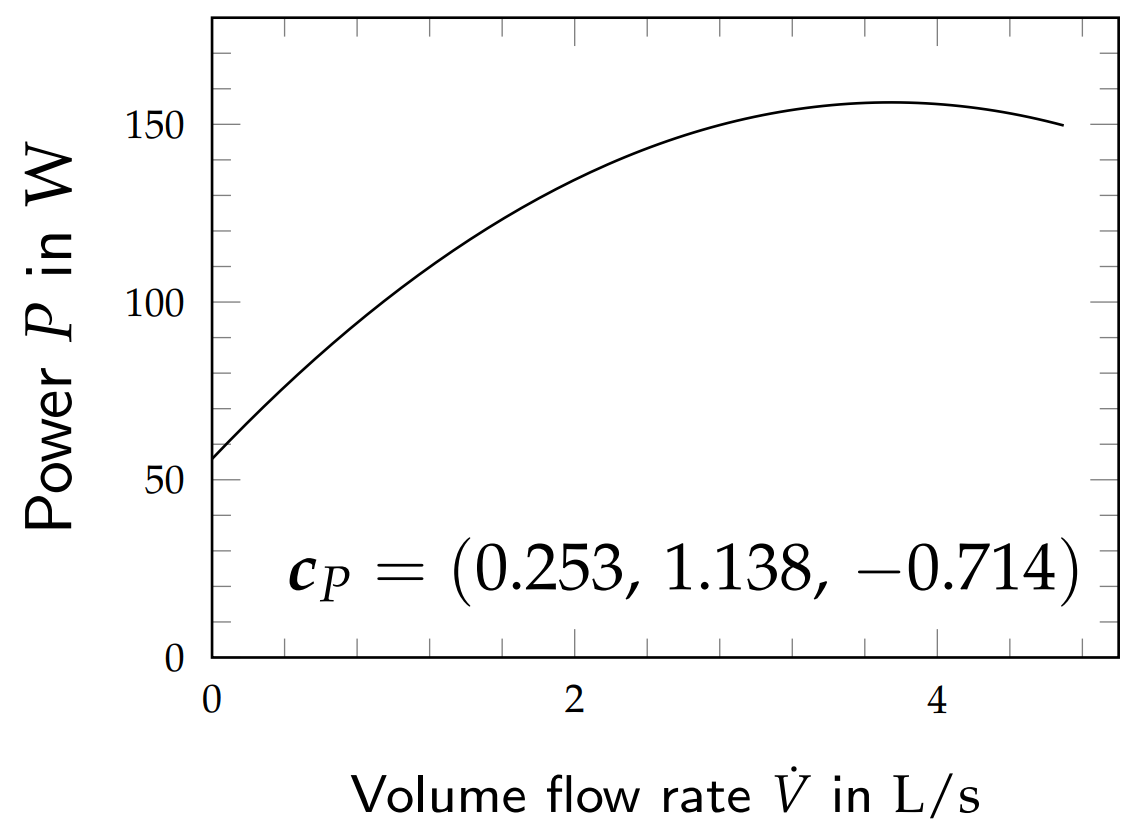 Power P in W
150
100
50
0
c_P = (0.253, 1.138, −0.714)
0 2 4
Volume flow rate V̇ in L/s